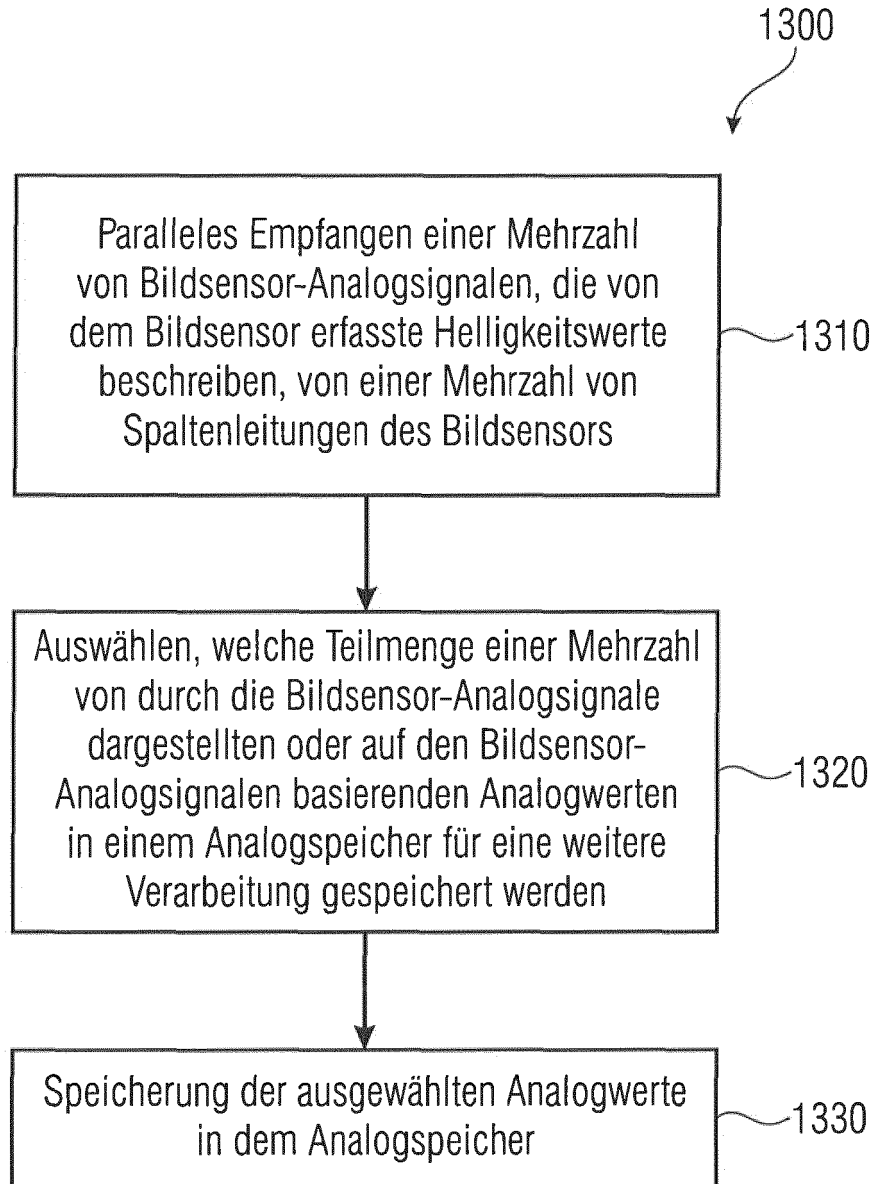 1300
Paralleles Empfangen einer Mehrzahl
von Bildsensor-Analogsignalen, die von
dem Bildsensor erfasste Helligkeitswerte
beschreiben, von einer Mehrzahl von
Spaltenleitungen des Bildsensors
1310
Auswählen, welche Teilmenge einer Mehrzahl
von durch die Bildsensor-Analogsignale
dargestellten oder auf den Bildsensor-
Analogsignalen basierenden Analogwerten
in einem Analogspeicher für eine weitere
Verarbeitung gespeichert werden
1320
Speicherung der ausgewählten Analogwerte
in dem Analogspeicher
1330